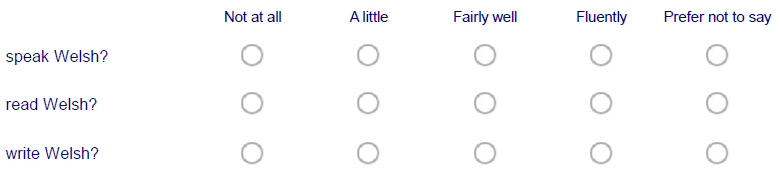 Not at all A little Fairly well Fluently Prefer not to say
speak Welsh?
read Welsh?
write Welsh?